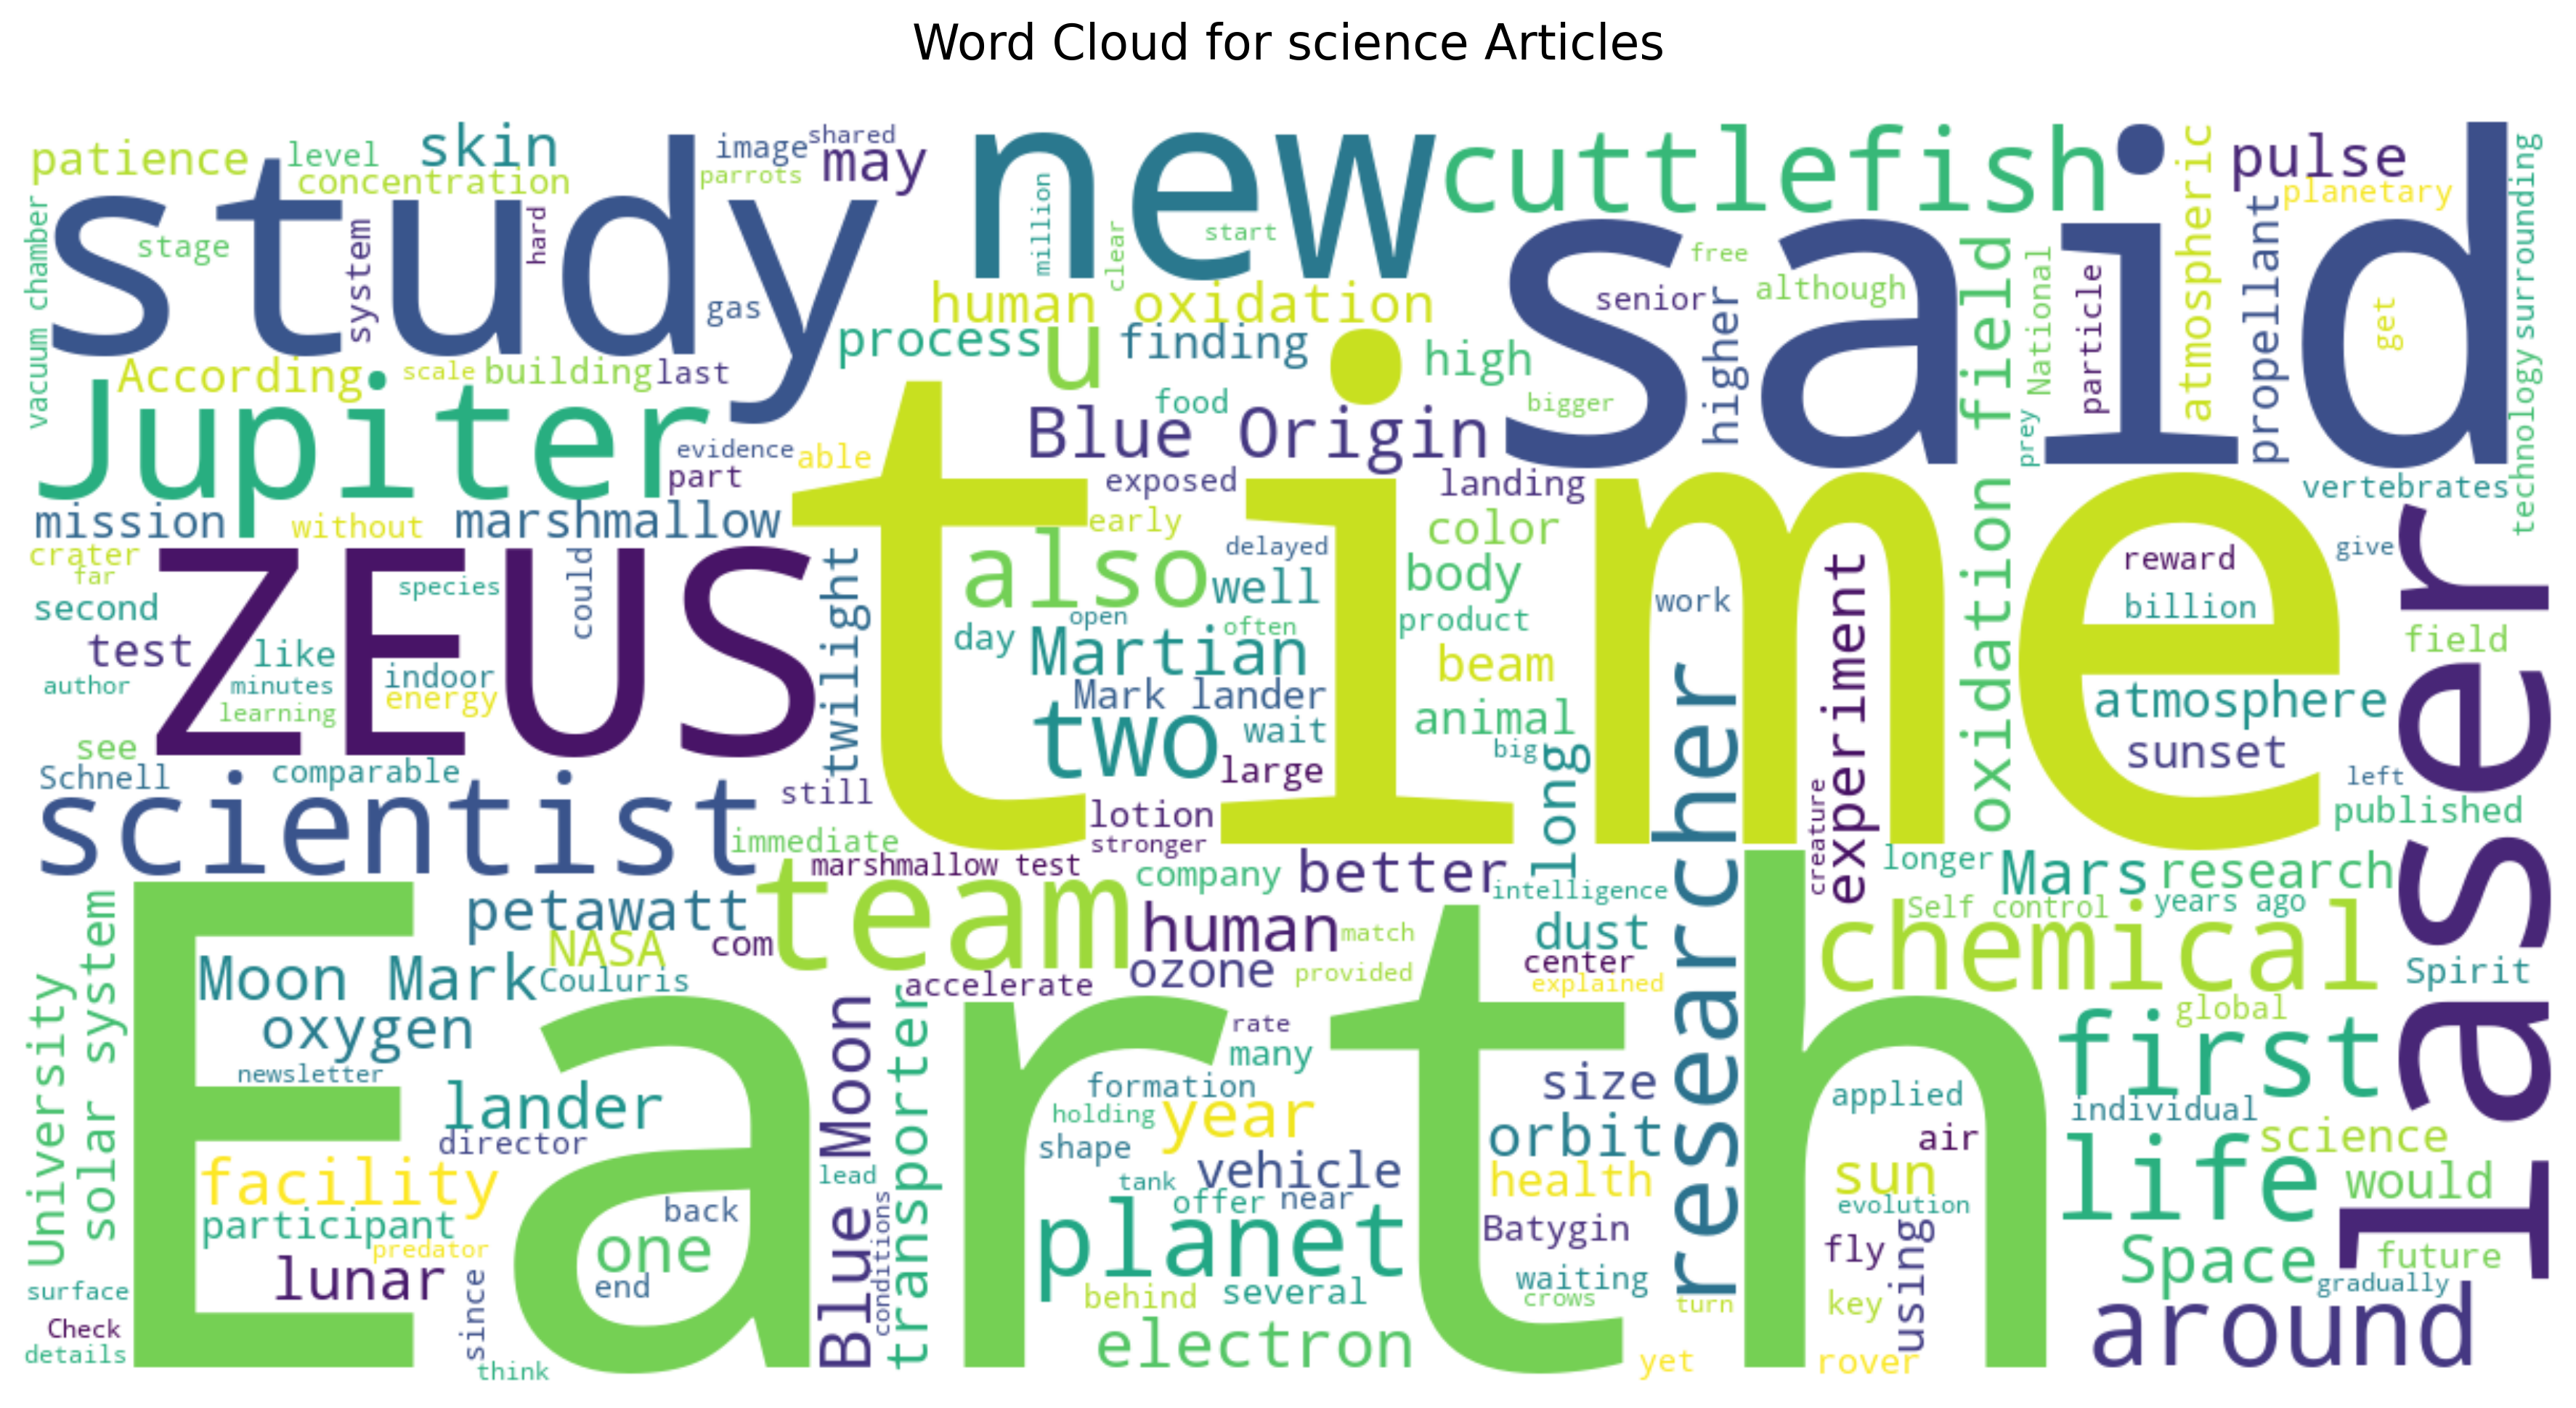 Word Cloud for science Articles
patience
level
skin
concentration
image
shared
parrots
may
new
cuttlefish
said
atmospheric
pulse
planetary
technology surrounding
vacuum chamber
study
stage
system
hard
gas
million
clear
start
human
oxidation
free
senior
although
higher
oxidation field
National
particle
propellant
get
prey
process
u
finding
high
According
scale
building
last
Jupiter
food
bigger
Blue Origin
evidence
able
part
time
exposed
landing
vertebrates
mission
without
marshmallow
early
color
crater
far
ZEUS
species
could
twilight
also
delayed
well
body
experiment
reward
give
laser
second
billion
work
open
often
product
day
test
like
indoor
energy
author
minutes
learning
Martian
beam
field
Mark lander
atmosphere
two
wait
animal
see
big
long
sunset
Schnell
comparable
large
researcher
left
scientist
still
lotion
creature
published
immediate
stronger
marshmallow test
company
better
intelligence
longer
Mars
research
Earth
petawatt
team
human
match
Self control
years ago
NASA
com
dust
chemical
Moon Mark
Couluris
accelerate
ozone
provided
center
explained
Spirit
University
solar system
oxygen
Blue Moon
transporter
rate
many
global
first
newsletter
formation
size
applied
individual
lander
director
holding
year
shape
orbit
air
science
life
facility
lead
tank
vehicle
health
sun
would
participant
back
conditions
offer
near
evolution
predator
one
planet
Batygin
fly
using
Space
future
lunar
since
end
waiting
gradually
surface
behind
several
crows
turn
key
Check
electron
around
details
think
yet
rover